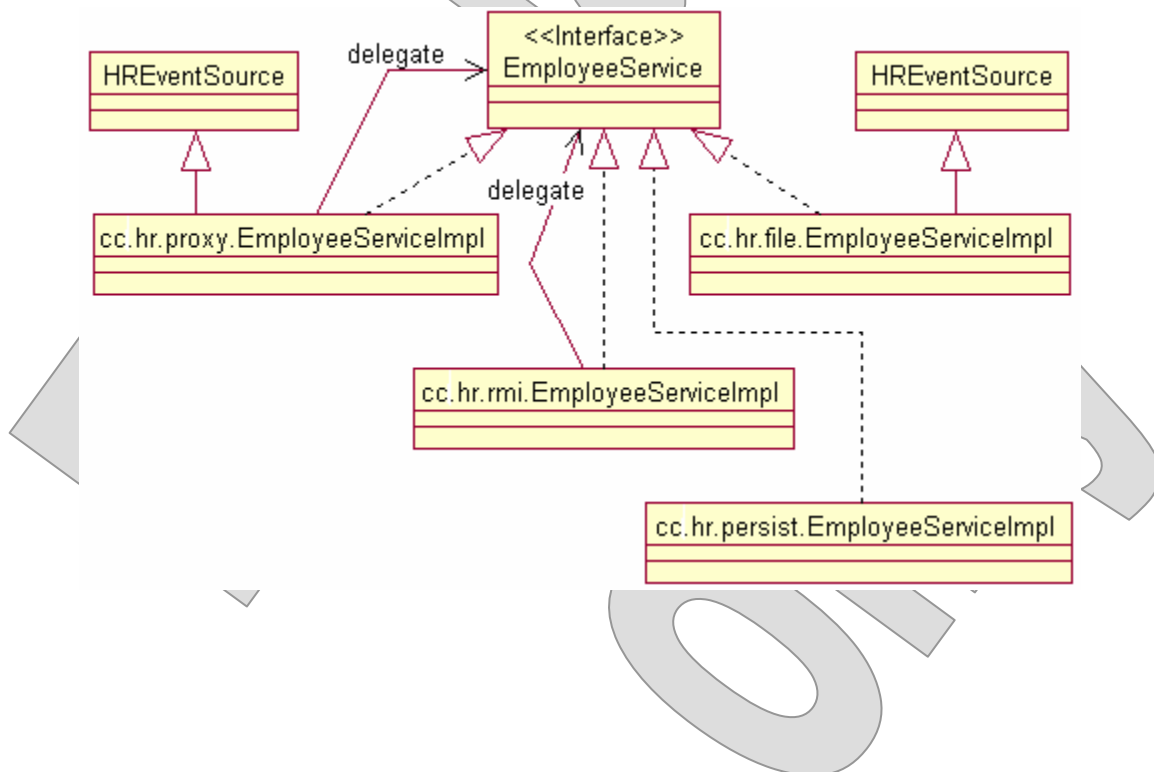 <<Interface>>
EmployeeService
HREventSource
delegate
HREventSource
delegate
cc.hr.proxy.EmployeeServiceImpl
cc.hr.file.EmployeeServiceImpl
cc.hr.rmi.EmployeeServiceImpl
cc.hr.persist.EmployeeServiceImpl